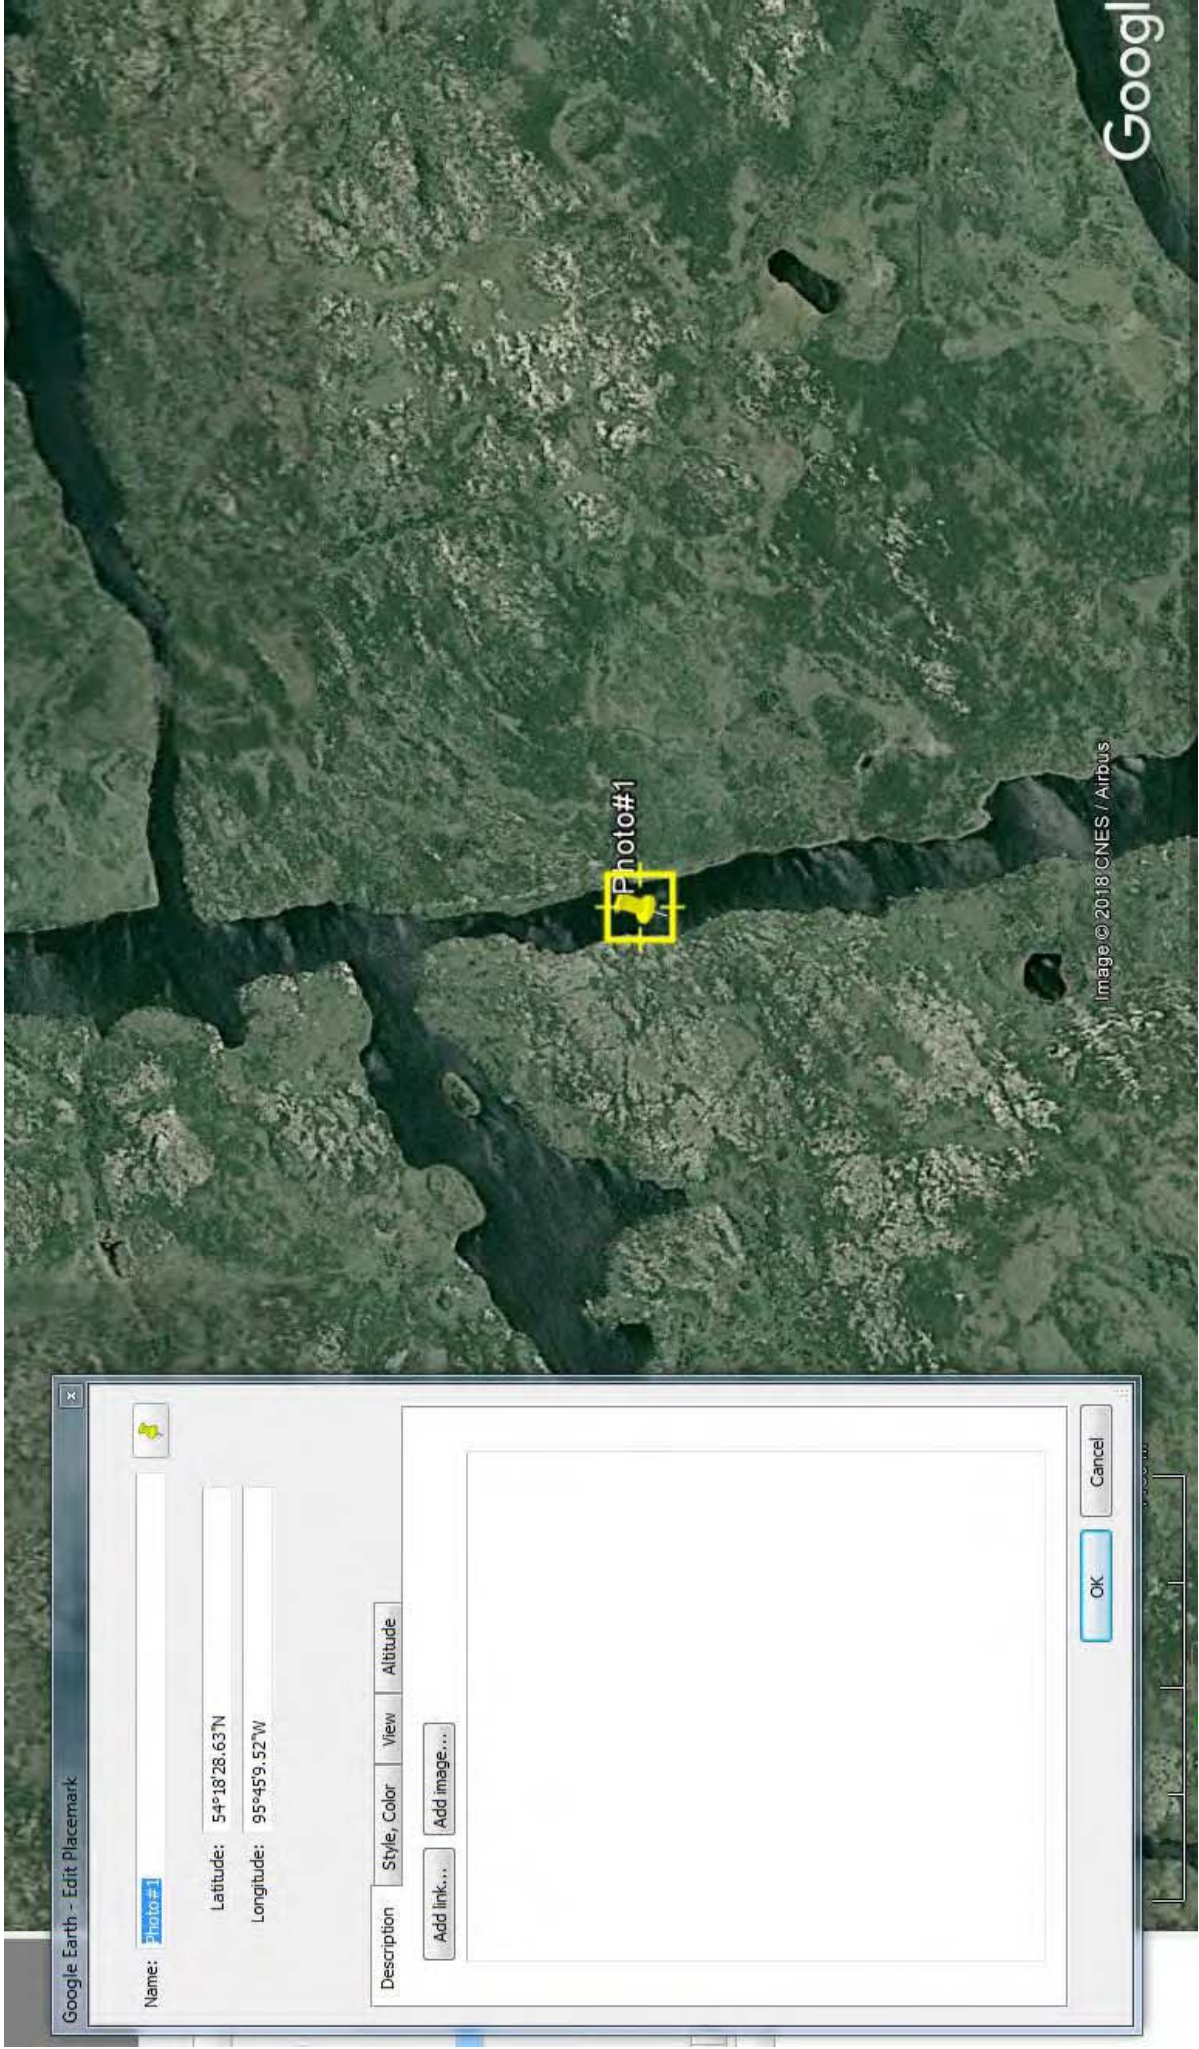 Google Earth - Edit Placemark
Name: Photo#1
Latitude: 54°18'28.63"N
Longitude: 95°45'9.52"W
Description Style, Color View Altitude
Add link... Add image...
OK Cancel
Photo#1
Image © 2018 CNES / Airbus
Googl